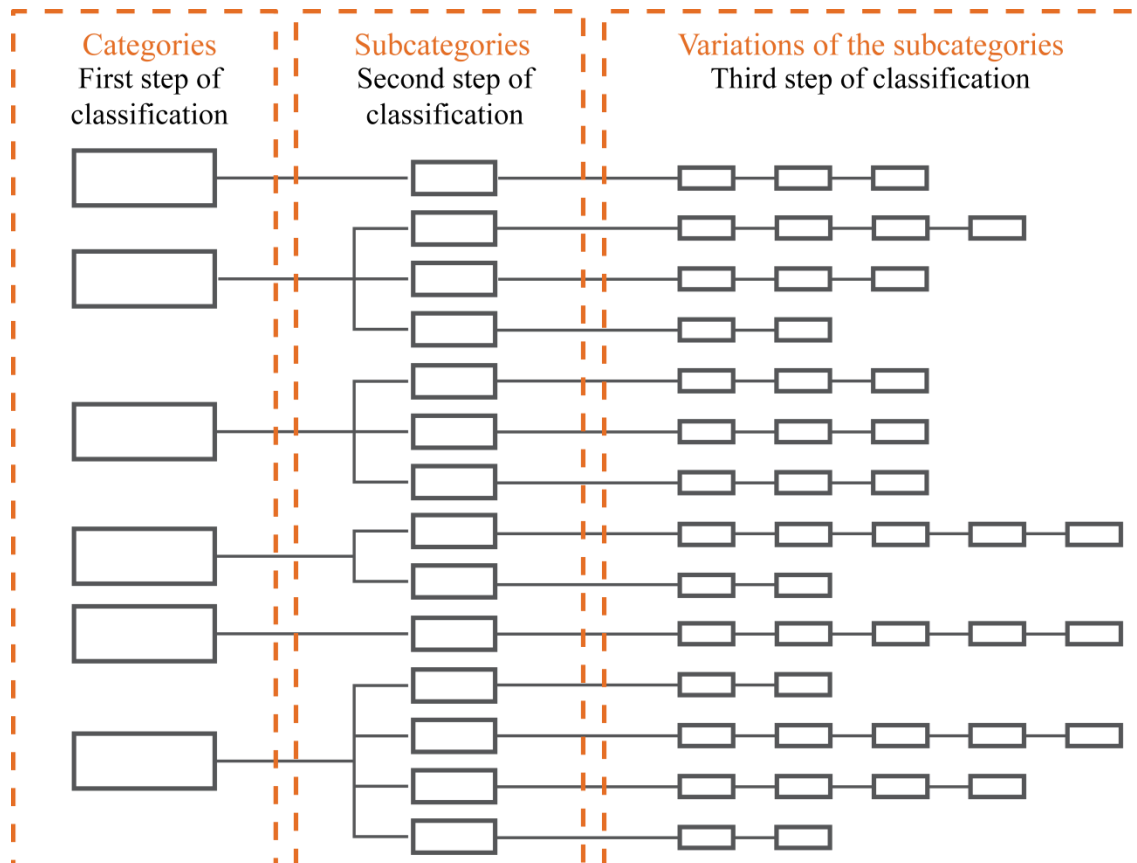 Categories
First step of
classification
Subcategories
Second step of
classification
Variations of the subcategories
Third step of classification